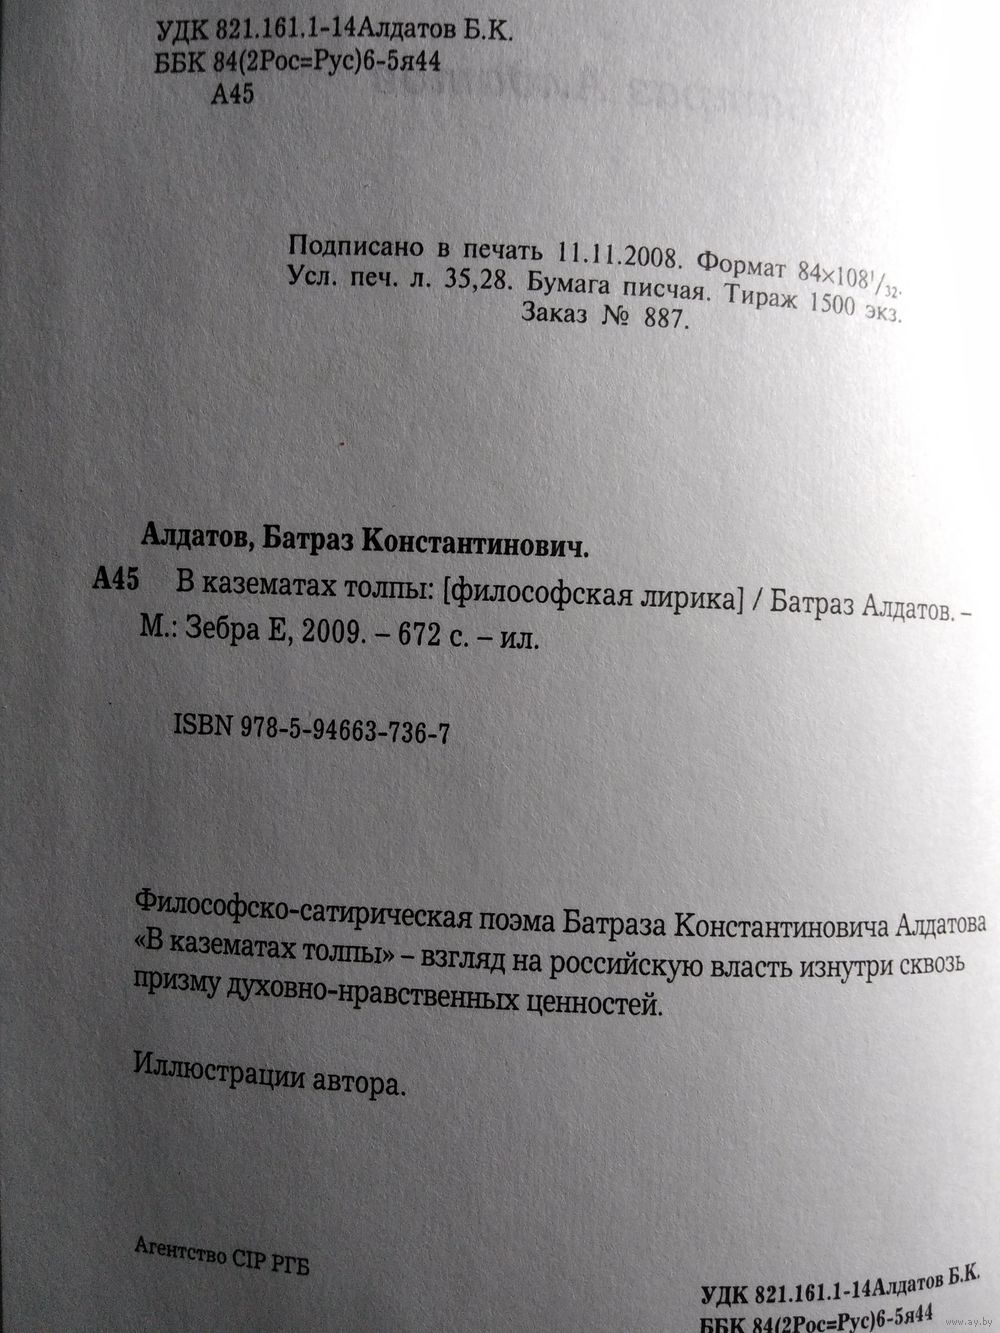 УДК 821.161.1-14Алдатов Б.К.
ББК 84(2Рос=Рус)6-5я44
А45
Подписано в печать 11.11.2008. Формат 84×108¹/₃₂.
Усл. печ. л. 35,28. Бумага писчая. Тираж 1500 экз.
Заказ № 887.
Алдатов, Батраз Константинович.
А45 В казематах толпы: [философская лирика] / Батраз Алдатов. –
М.: Зебра Е, 2009. – 672 с. – ил.
ISBN 978-5-94663-736-7
Философско-сатирическая поэма Батраза Константиновича Алдатова
«В казематах толпы» – взгляд на российскую власть изнутри сквозь
призму духовно-нравственных ценностей.
Иллюстрации автора.
Агентство CIP РГБ
УДК 821.161.1-14Алдатов Б.К.
ББК 84(2Рос=Рус)6-5я44
www.ay.by